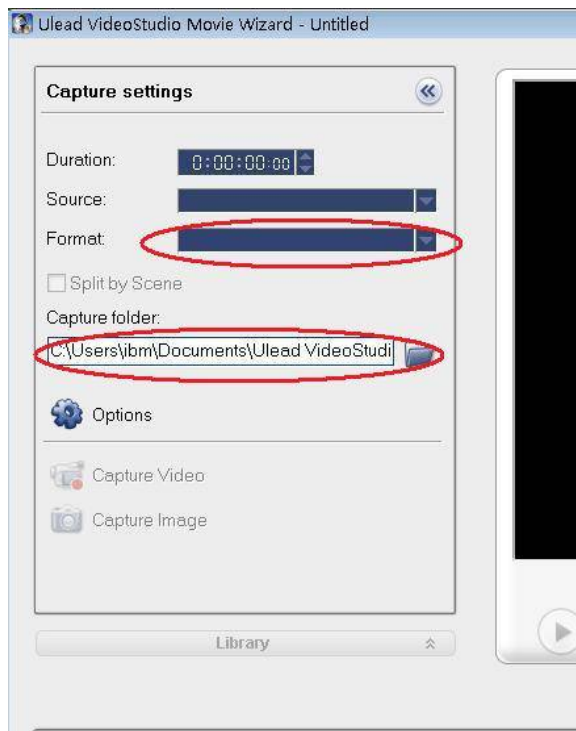 Ulead VideoStudio Movie Wizard - Untitled
Capture settings
Duration: 0:00:00:00
Source:
Format:
Split by Scene
Capture folder:
C:\Users\ibm\Documents\Ulead VideoStudi
Options
Capture Video
Capture Image
Library